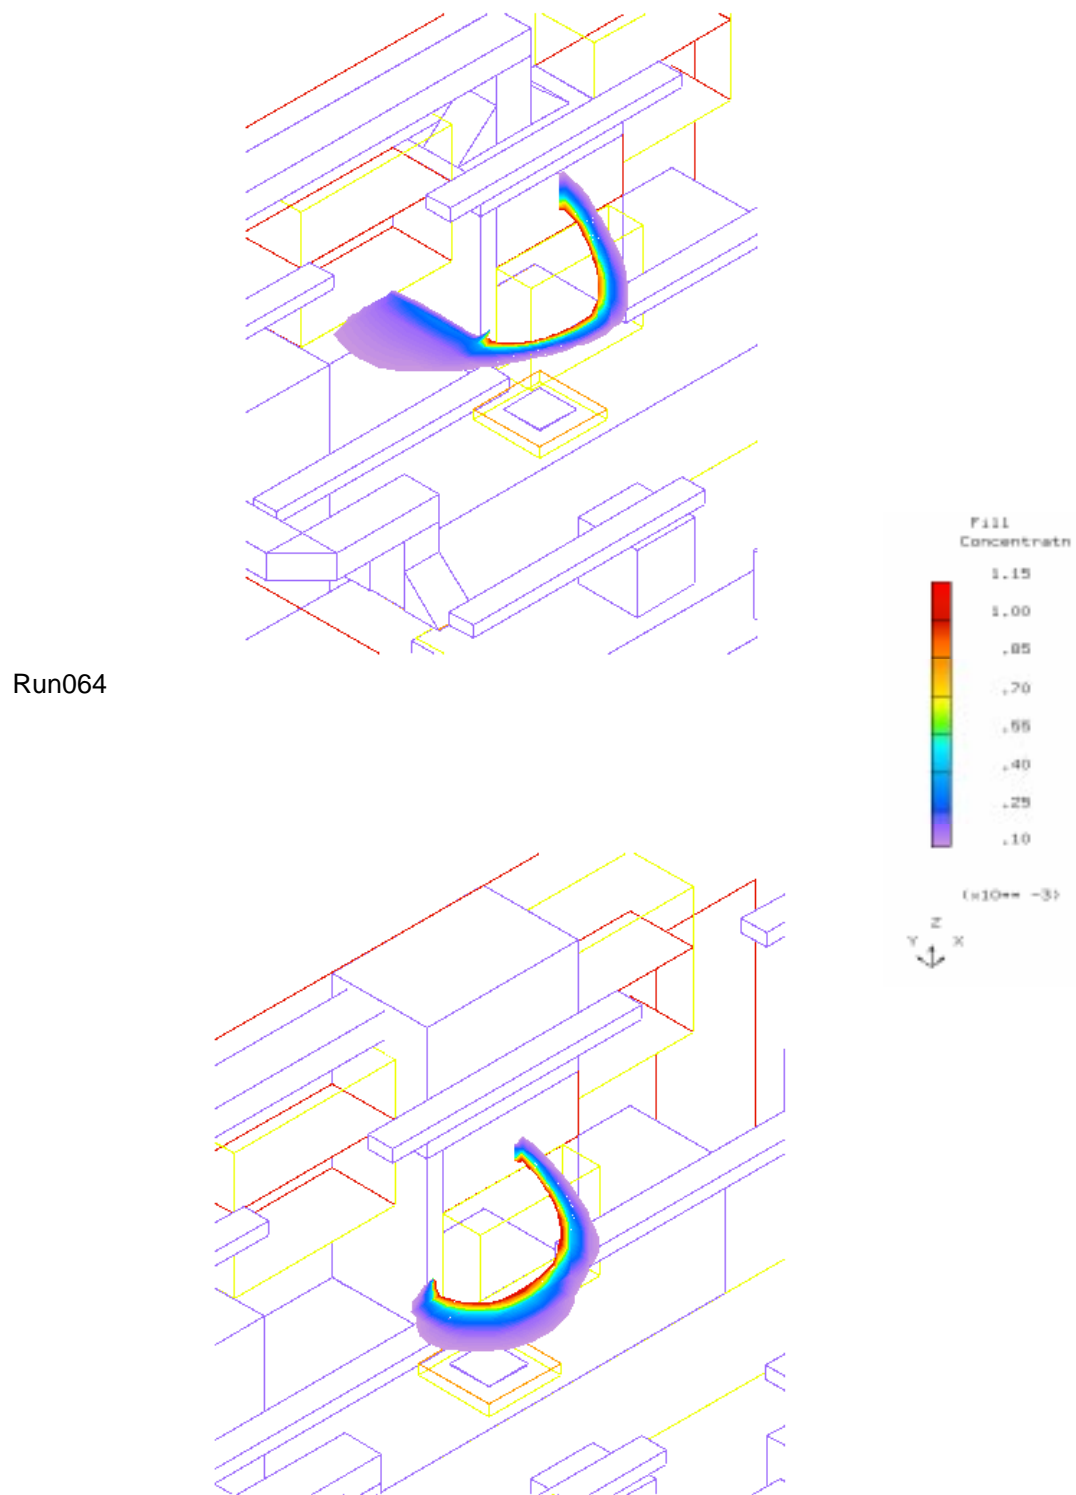 Fill
Concentratn
1.15
1.00
.85
.70
.55
.40
.25
.10
(x10** -3)
Z
Y X
Run064